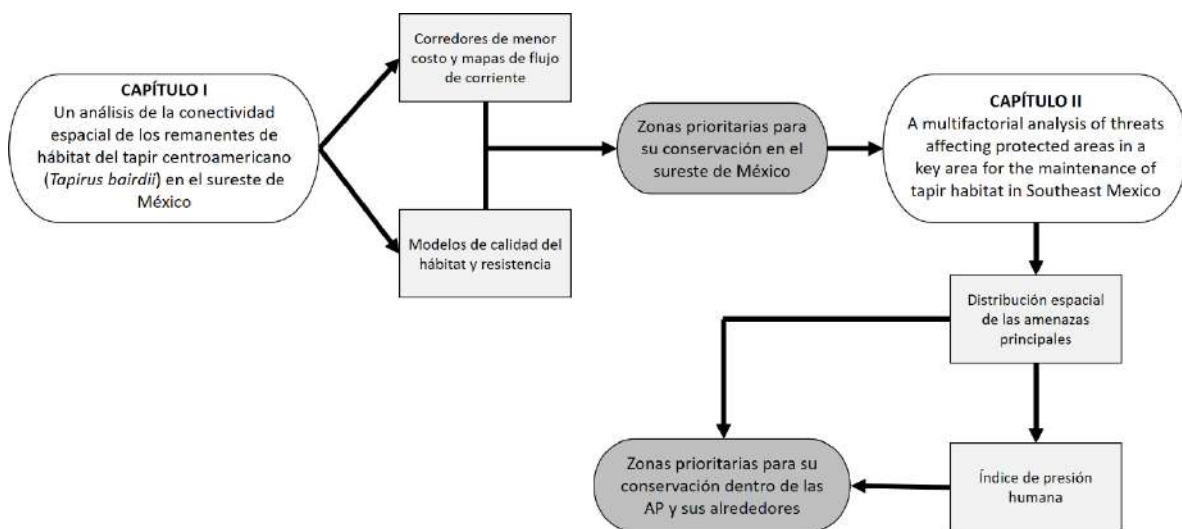 CAPÍTULO I
Un análisis de la conectividad
espacial de los remanentes de
hábitat del tapir centroamericano
(Tapirus bairdii) en el sureste de
México
Corredores de menor
costo y mapas de flujo
de corriente
Modelos de calidad del
hábitat y resistencia
Zonas prioritarias para
su conservación en el
sureste de México
CAPÍTULO II
A multifactorial analysis of threats
affecting protected areas in a
key area for the maintenance of
tapir habitat in Southeast Mexico
Distribución espacial
de las amenazas
principales
Índice de presión
humana
Zonas prioritarias para su
conservación dentro de las
AP y sus alrededores